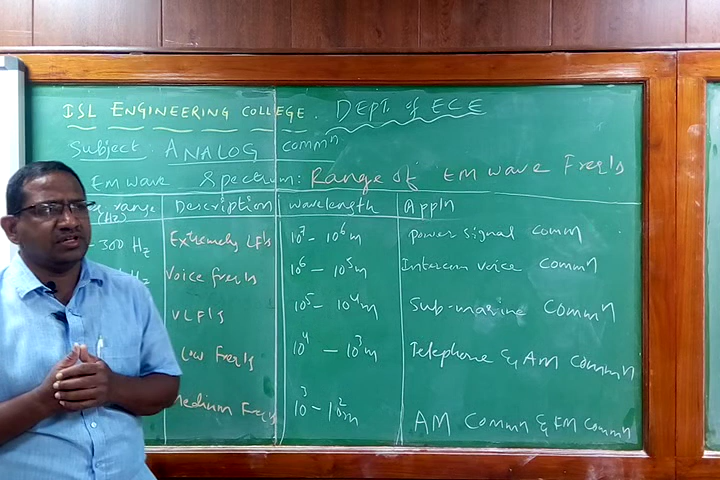 ISL ENGINEERING COLLEGE. DEPT. of ECE
Subject: ANALOG commn
EM wave Spectrum: Range of EM wave Freq's
range (Hz) Description wavelength Appln
- 300 Hz Extremely LF's 10⁷ - 10⁶ m Power signal commn
Hz Voice freq's 10⁶ - 10⁵ m Intercom voice commn
VLF's 10⁵ - 10⁴ m Sub-marine commn
Low freq's 10⁴ - 10³ m Telephone & AM commn
Medium Freq's 10³ - 10² m AM commn & FM commn